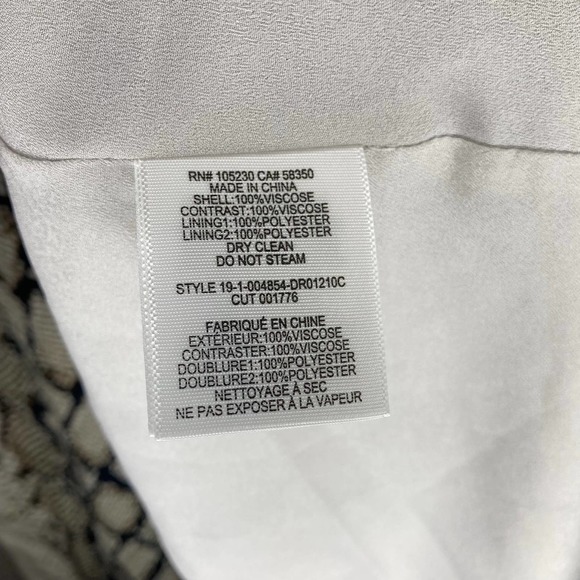 RN# 105230 CA# 58350
MADE IN CHINA
SHELL:100%VISCOSE
CONTRAST:100%VISCOSE
LINING1:100%POLYESTER
LINING2:100%POLYESTER
DRY CLEAN
DO NOT STEAM
STYLE 19-1-004854-DR01210C
CUT 001776
FABRIQUÉ EN CHINE
EXTÉRIEUR:100%VISCOSE
CONTRASTER:100%VISCOSE
DOUBLURE1:100%POLYESTER
DOUBLURE2:100%POLYESTER
NETTOYAGE À SEC
NE PAS EXPOSER À LA VAPEUR